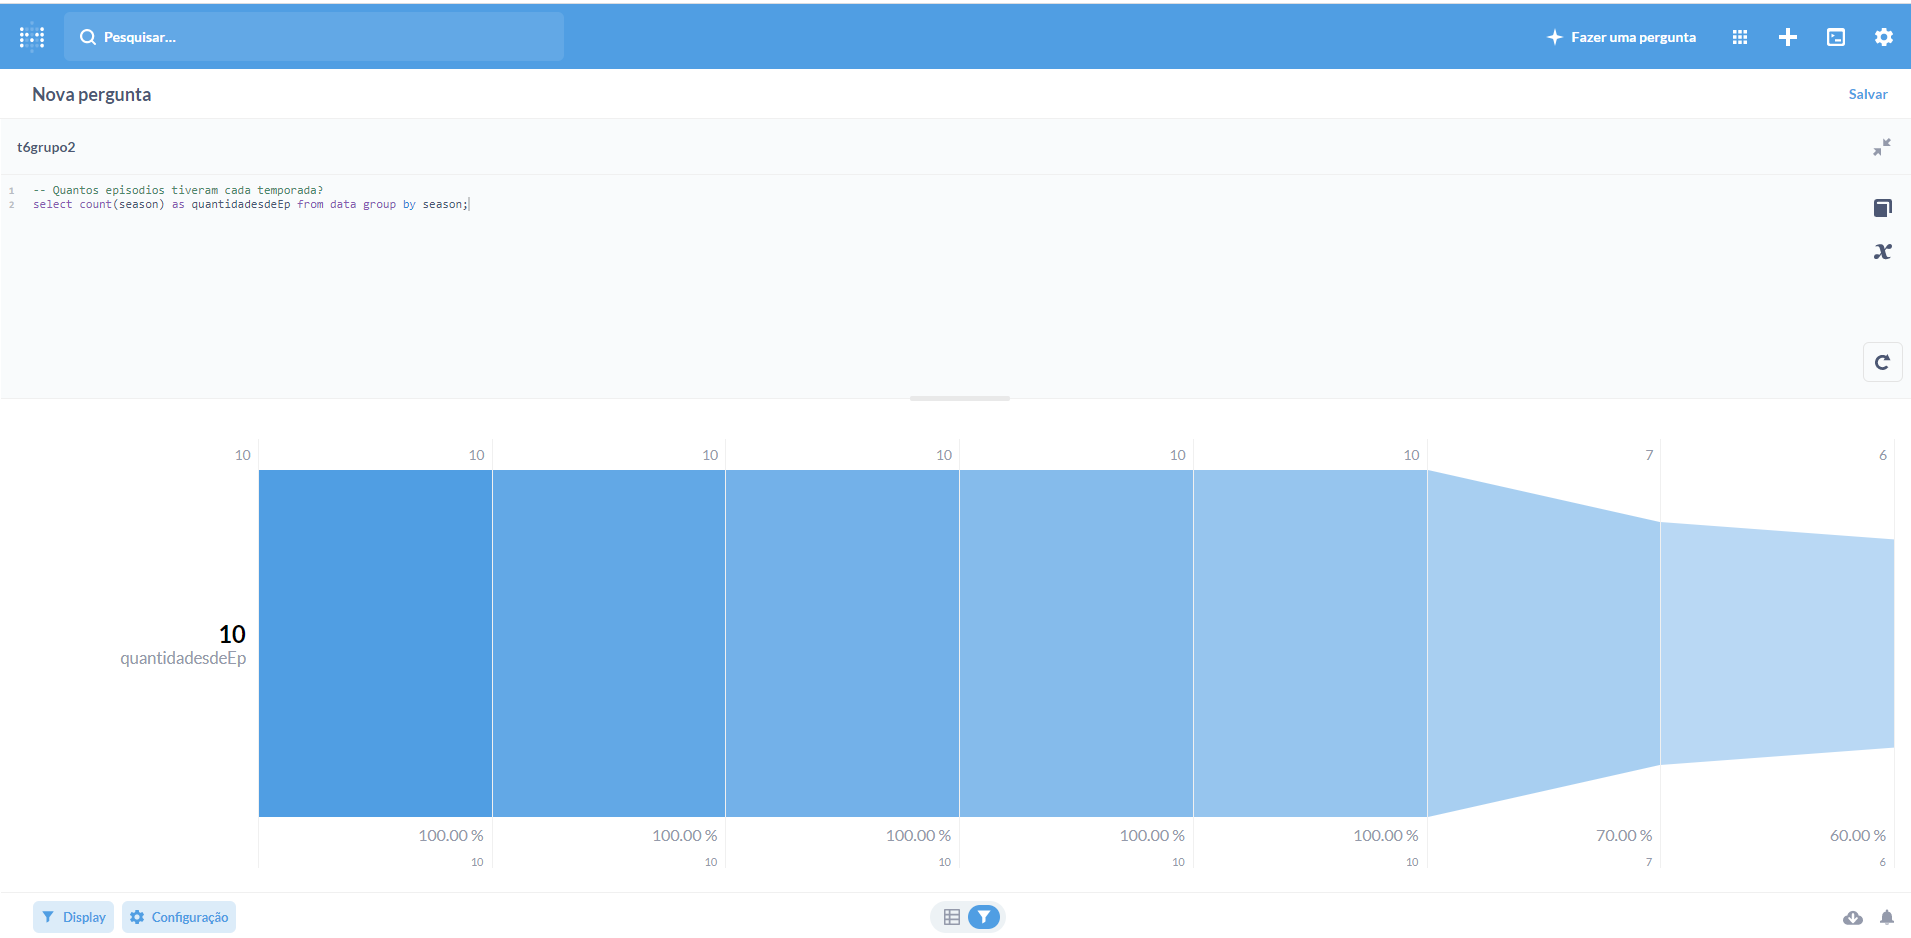 Pesquisar...
Fazer uma pergunta
Nova pergunta
Salvar
t6grupo2
1 -- Quantos episodios tiveram cada temporada?
2 select count(season) as quantidadesdeEp from data group by season;
10 10 10 10 10 10 7 6
10
quantidadesdeEp
100.00 % 100.00 % 100.00 % 100.00 % 100.00 % 70.00 % 60.00 %
10 10 10 10 10 7 6
Display
Configuração